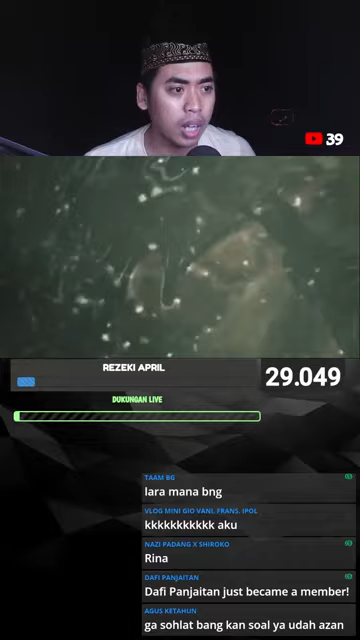 39
REZEKI APRIL
29.049
DUKUNGAN LIVE
TAAM BG
lara mana bng
VLOG MINI GIO VANI. FRANS. IPOL
kkkkkkkkkkk aku
NAZI PADANG X SHIROKO
Rina
DAFI PANJAITAN
Dafi Panjaitan just became a member!
AGUS KETAHUN
ga sohlat bang kan soal ya udah azan